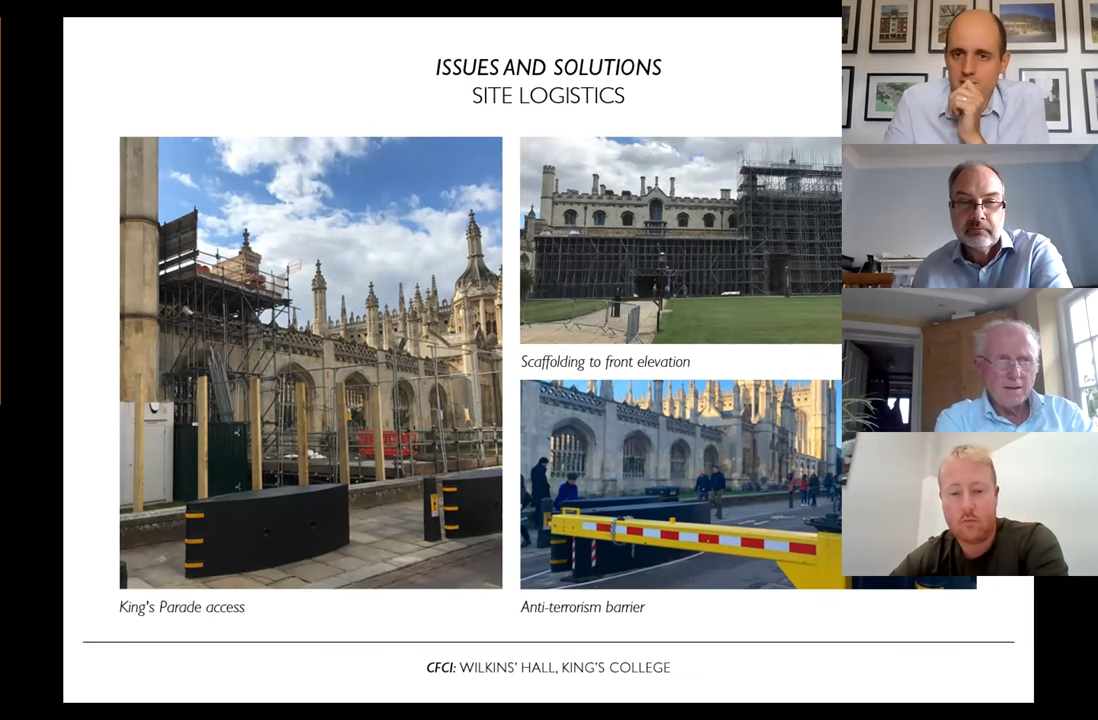 ISSUES AND SOLUTIONS
SITE LOGISTICS
Scaffolding to front elevation
King's Parade access
Anti-terrorism barrier
CFCI: WILKINS' HALL, KING'S COLLEGE